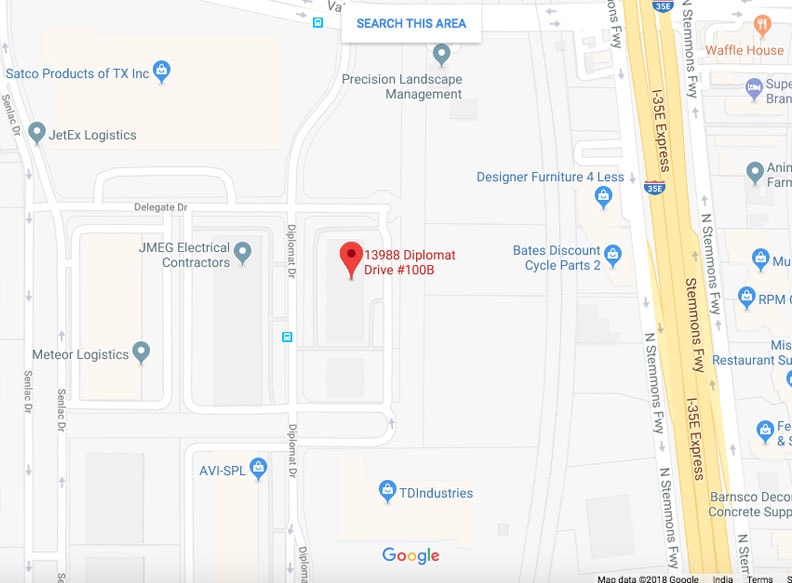 Va
SEARCH THIS AREA
35E
N Stemmons Fwy
N Stemmons Fwy
Waffle House
Satco Products of TX Inc
Precision Landscape
Management
Supe
Bran
Senlac Dr
JetEx Logistics
I-35E Express
Designer Furniture 4 Less
35E
Anin
Farm
Delegate Dr
JMEG Electrical
Contractors
Diplomat Dr
13988 Diplomat
Drive #100B
Bates Discount
Cycle Parts 2
N Stemmons Fwy
Mu
RPM C
Stemmons Fwy
Meteor Logistics
N Stemmons Fwy
Mis
Restaurant Su
Senlac Dr
Senlac Dr
I-35E Express
Diplomat Dr
Fe
& S
AVI-SPL
TDIndustries
N Stemmons Fwy
Barnsco Deco
Concrete Supp
N Stemmons Fwy
Diplomat
Google
Map data ©2018 Google India Terms S